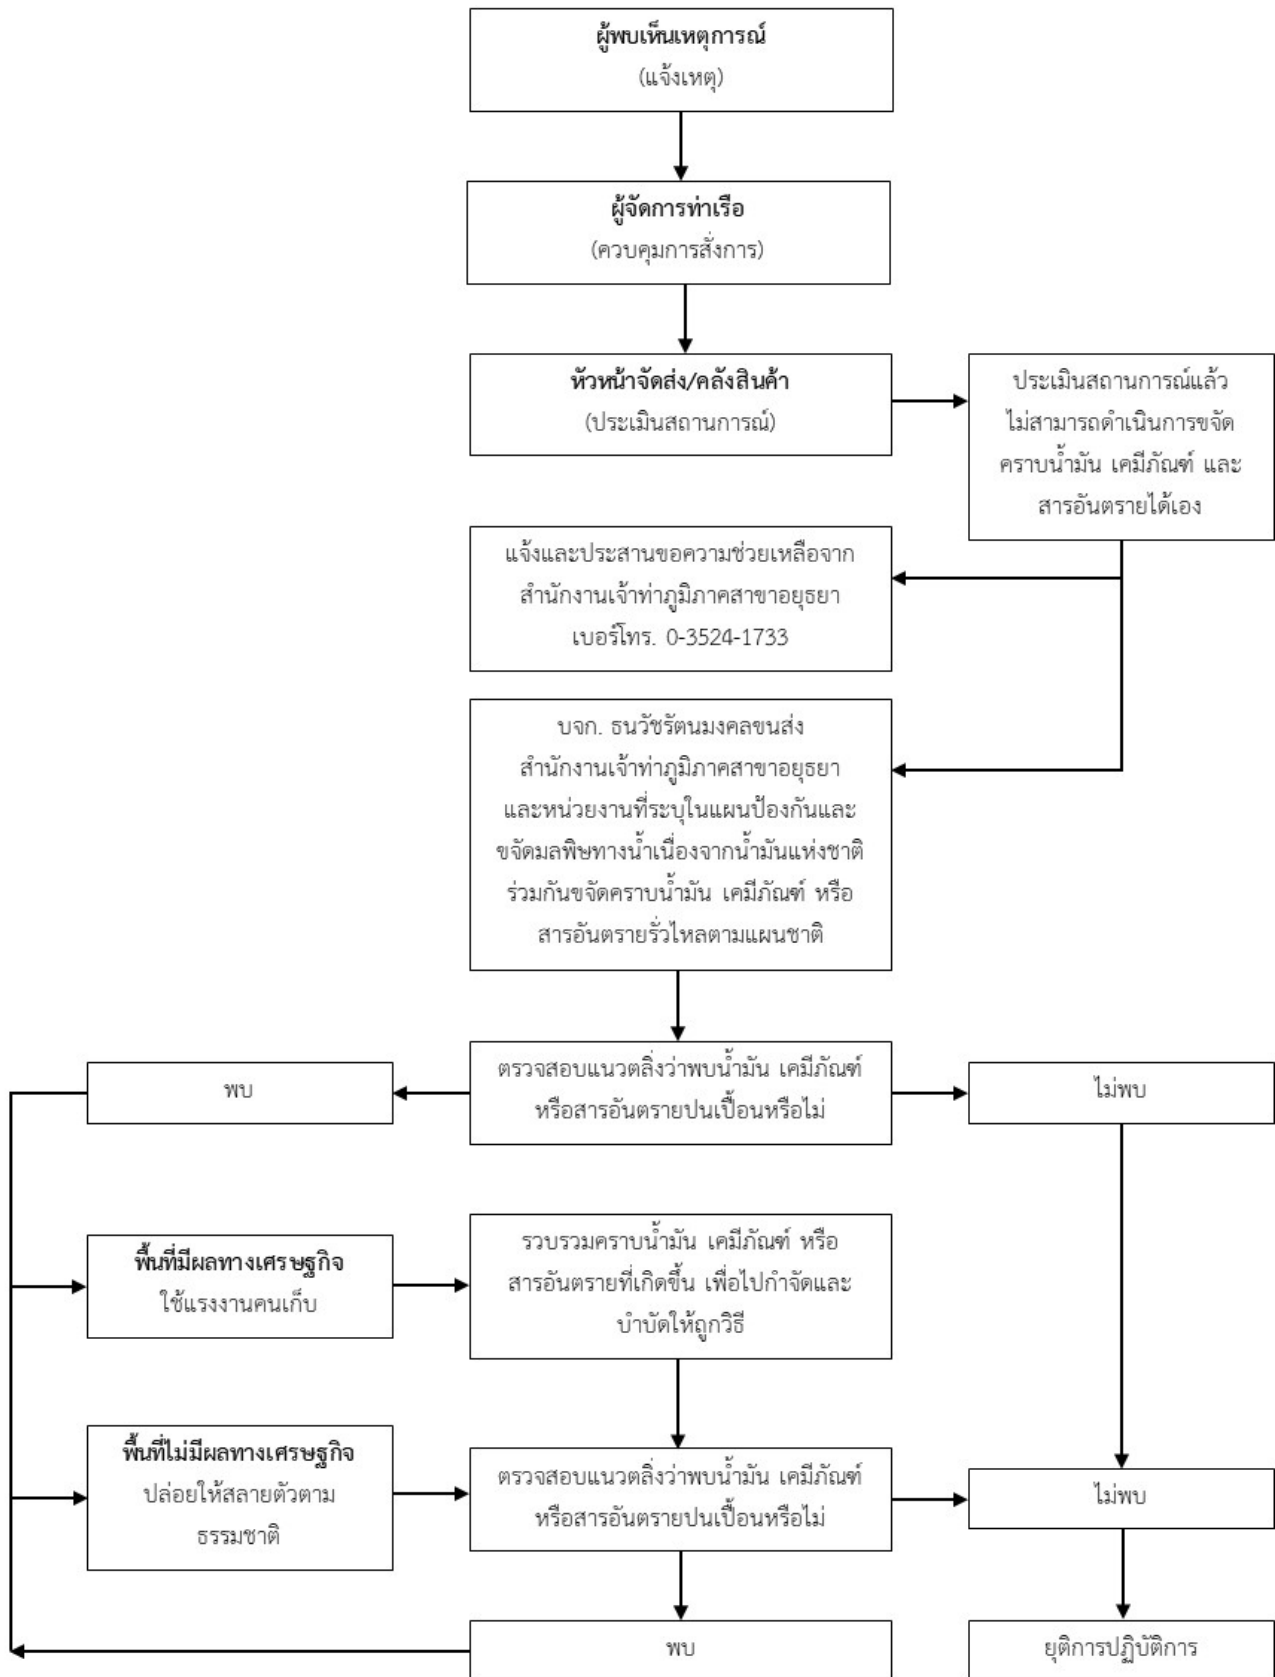 ผู้พบเห็นเหตุการณ์
(แจ้งเหตุ)
ผู้จัดการท่าเรือ
(ควบคุมการสั่งการ)
หัวหน้าจัดส่ง/คลังสินค้า
(ประเมินสถานการณ์)
ประเมินสถานการณ์แล้ว
ไม่สามารถดำเนินการขจัด
คราบน้ำมัน เคมีภัณฑ์ และ
สารอันตรายได้เอง
แจ้งและประสานขอความช่วยเหลือจาก
สำนักงานเจ้าท่าภูมิภาคสาขาอยุธยา
เบอร์โทร. 0-3524-1733
บจก. ธนวัชรัตนมงคลขนส่ง
สำนักงานเจ้าท่าภูมิภาคสาขาอยุธยา
และหน่วยงานที่ระบุในแผนป้องกันและ
ขจัดมลพิษทางน้ำเนื่องจากน้ำมันแห่งชาติ
ร่วมกันขจัดคราบน้ำมัน เคมีภัณฑ์ หรือ
สารอันตรายรั่วไหลตามแผนชาติ
พบ
ตรวจสอบแนวตลิ่งว่าพบน้ำมัน เคมีภัณฑ์
หรือสารอันตรายปนเปื้อนหรือไม่
ไม่พบ
พื้นที่มีผลทางเศรษฐกิจ
ใช้แรงงานคนเก็บ
รวบรวมคราบน้ำมัน เคมีภัณฑ์ หรือ
สารอันตรายที่เกิดขึ้น เพื่อไปกำจัดและ
บำบัดให้ถูกวิธี
พื้นที่ไม่มีผลทางเศรษฐกิจ
ปล่อยให้สลายตัวตาม
ธรรมชาติ
ตรวจสอบแนวตลิ่งว่าพบน้ำมัน เคมีภัณฑ์
หรือสารอันตรายปนเปื้อนหรือไม่
ไม่พบ
พบ
ยุติการปฏิบัติการ